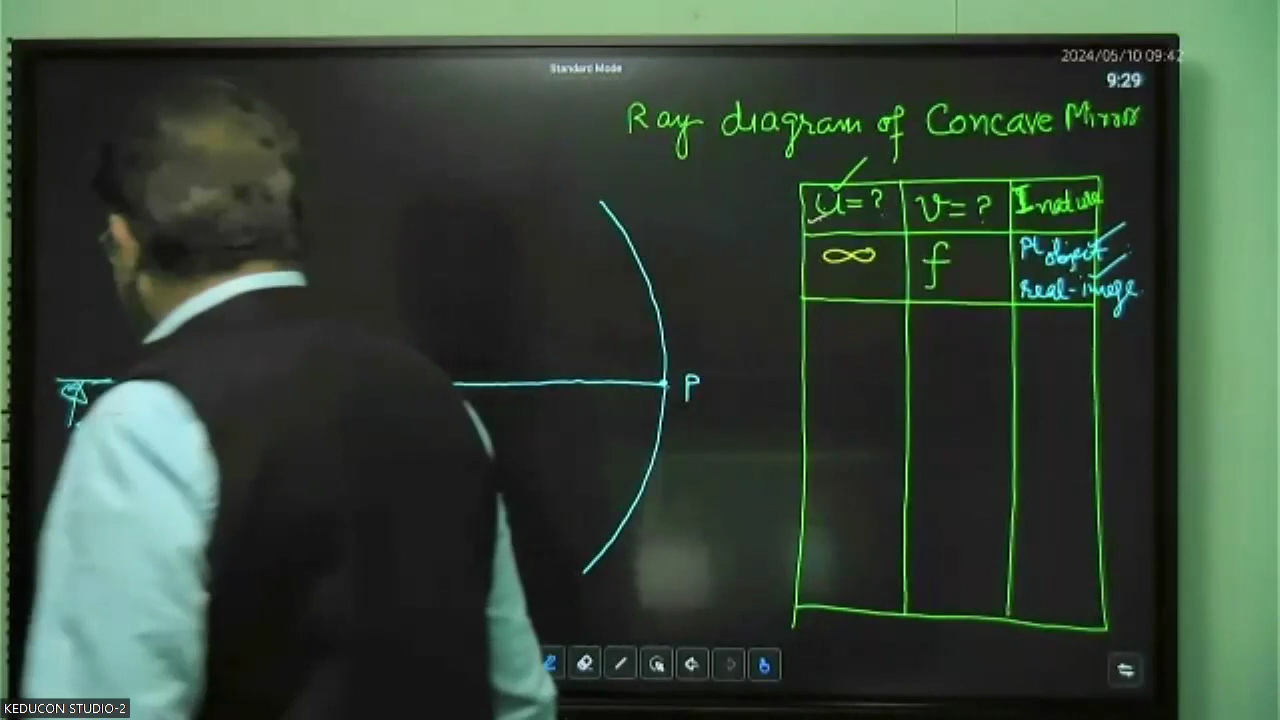 2024/05/10 09:42
Standard Mode
9:29
Ray diagram of Concave Mirror
u=? v=? I nature
∞ f Pt object
real-image
P
KEDUCON STUDIO-2